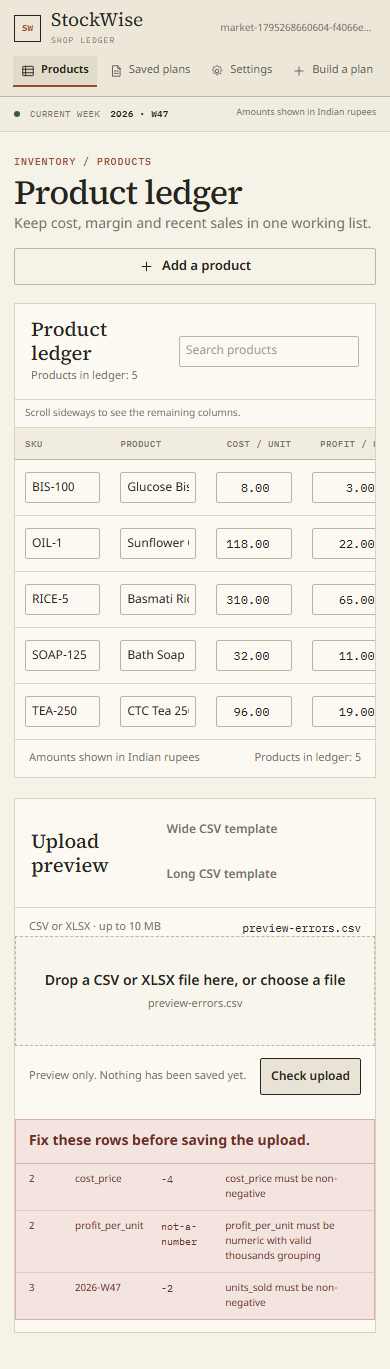 SW
StockWise
SHOP LEDGER
market-1795268660604-f4066e...
Products
Saved plans
Settings
Build a plan
CURRENT WEEK 2026 · W47
Amounts shown in Indian rupees
INVENTORY / PRODUCTS
Product ledger
Keep cost, margin and recent sales in one working list.
Add a product
Product
ledger
Products in ledger: 5
Search products
Scroll sideways to see the remaining columns.
SKU PRODUCT COST / UNIT PROFIT /
BIS-100 Glucose 8.00 3.00
OIL-1 Sunflower 118.00 22.00
RICE-5 Basmati 310.00 65.00
SOAP-125 Bath Soap 32.00 11.00
TEA-250 CTC Tea 96.00 19.00
Amounts shown in Indian rupees Products in ledger: 5
Upload
preview
Wide CSV template
Long CSV template
CSV or XLSX · up to 10 MB preview-errors.csv
Drop a CSV or XLSX file here, or choose a file
preview-errors.csv
Preview only. Nothing has been saved yet. Check upload
Fix these rows before saving the upload.
2 cost_price -4 cost_price must be non-
negative
2 profit_per_unit not-a- profit_per_unit must be
number numeric with valid
thousands grouping
3 2026-W47 -2 units_sold must be non-
negative